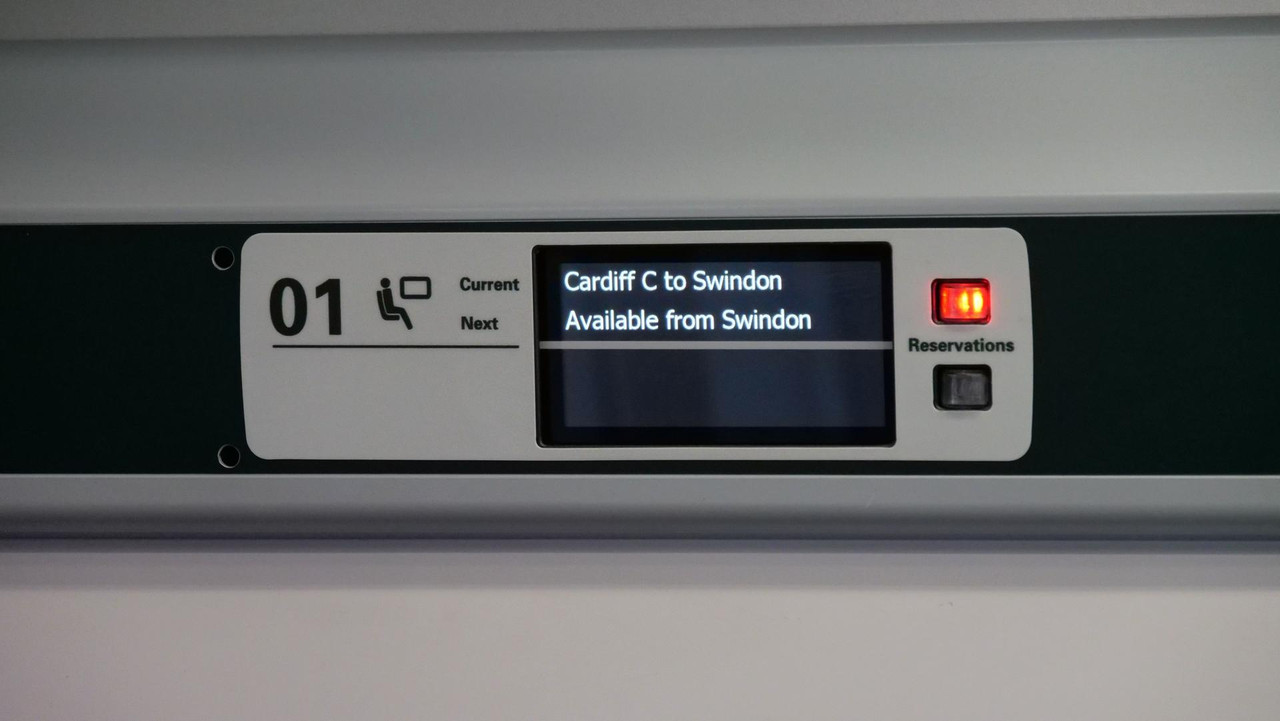 01
Current
Cardiff C to Swindon
Next
Available from Swindon
Reservations